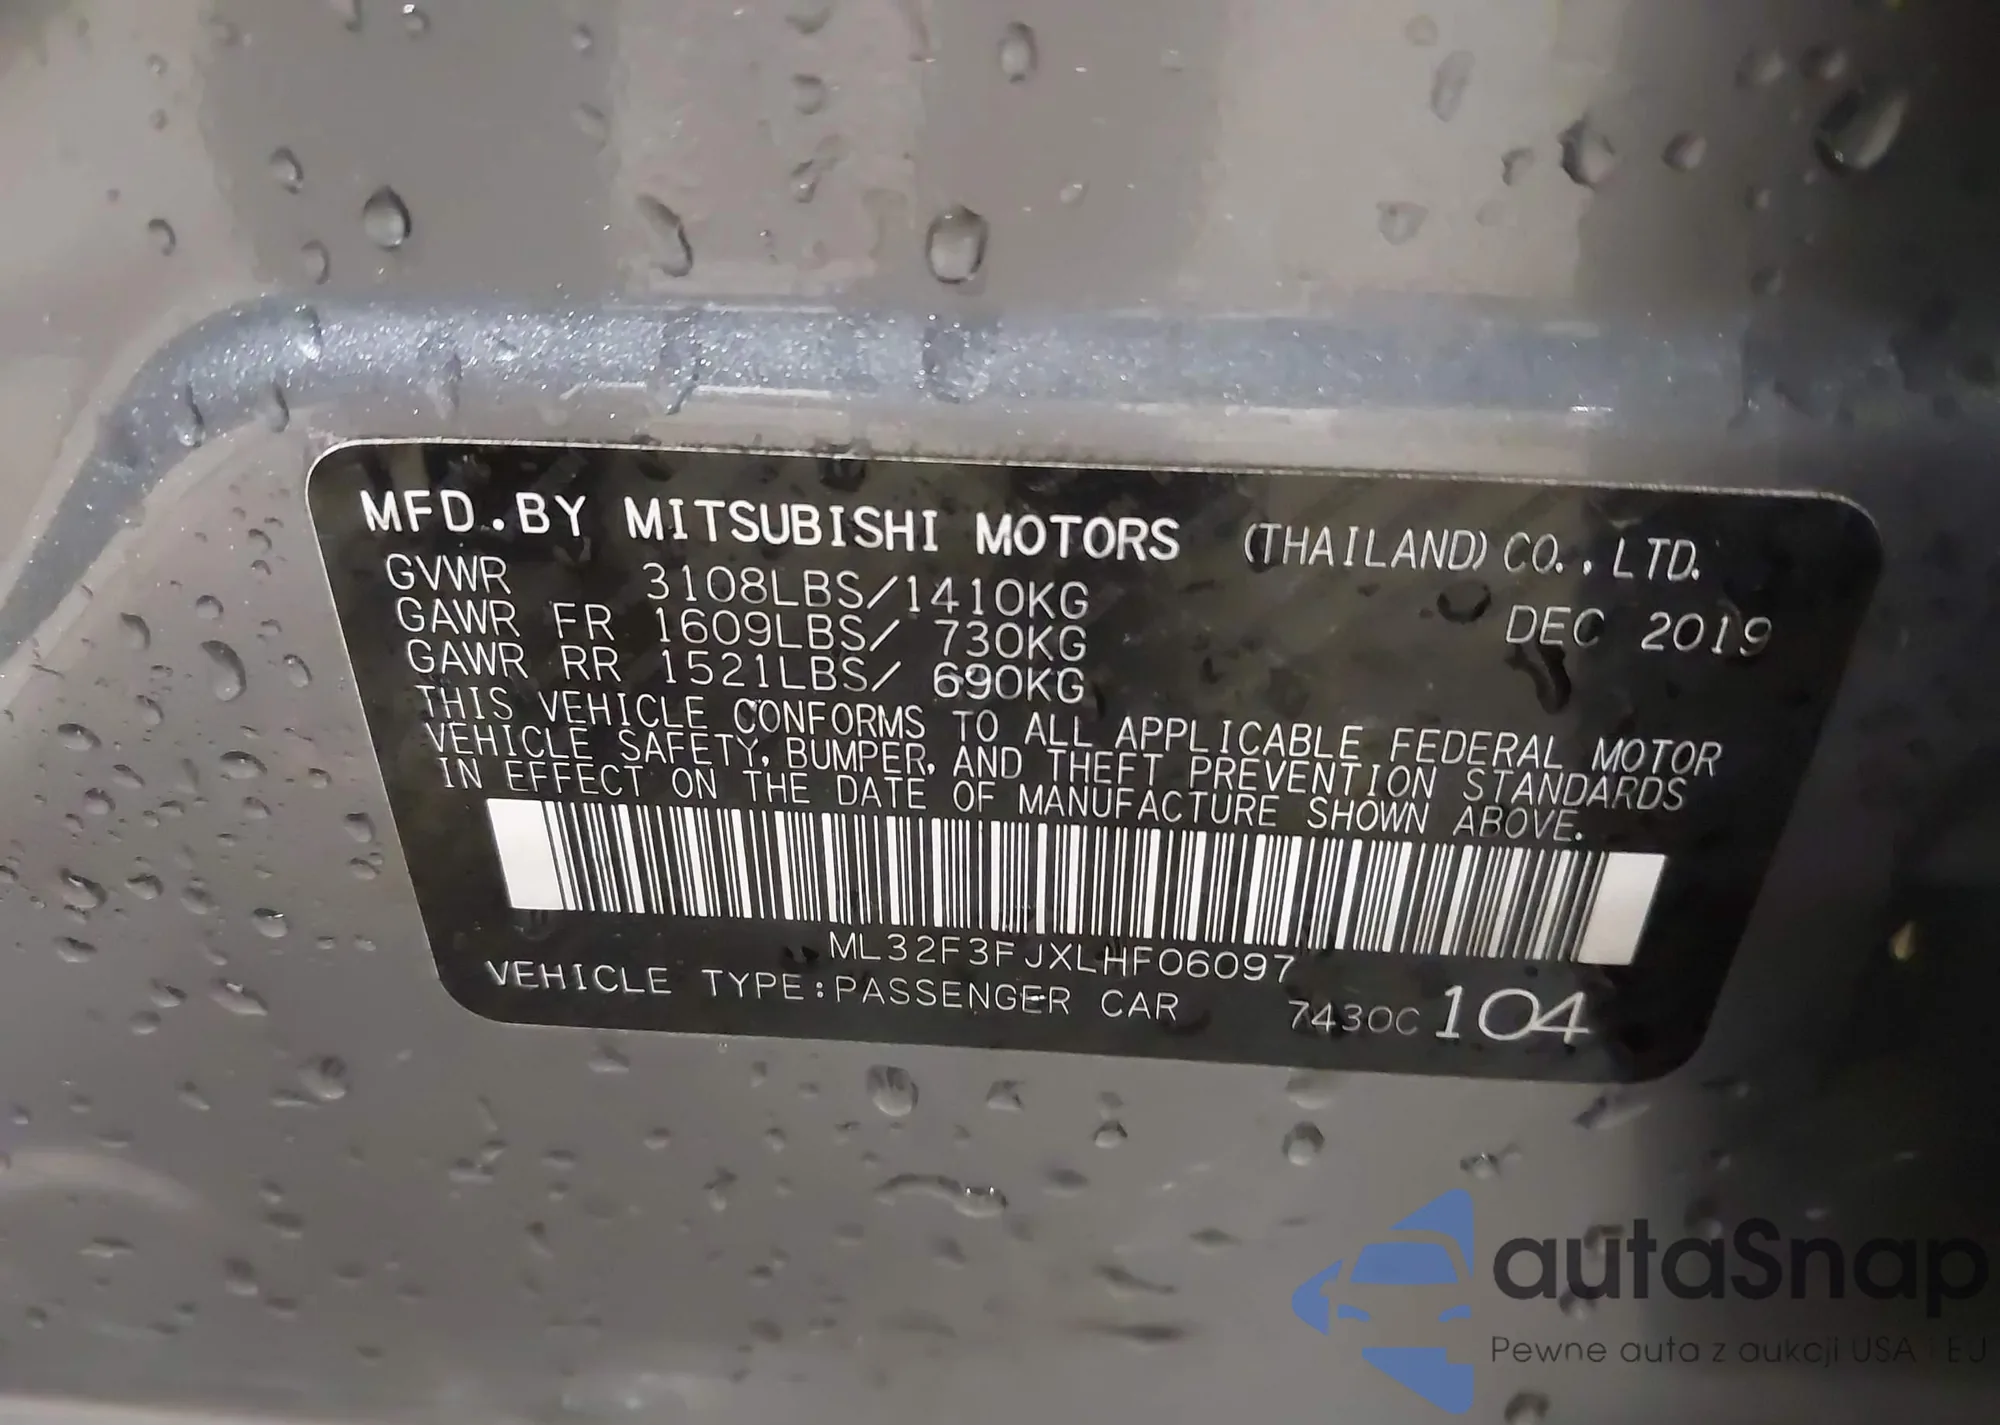 MFD.BY MITSUBISHI MOTORS (THAILAND) CO., LTD.
GVWR 3108LBS/1410KG DEC 2019
GAWR FR 1609LBS/ 730KG
GAWR RR 1521LBS/ 690KG
THIS VEHICLE CONFORMS TO ALL APPLICABLE FEDERAL MOTOR
VEHICLE SAFETY, BUMPER, AND THEFT PREVENTION STANDARDS
IN EFFECT ON THE DATE OF MANUFACTURE SHOWN ABOVE.
ML32F3FJXLHF06097
VEHICLE TYPE:PASSENGER CAR 7430C 104
autaSnap
Pewne auta z aukcji USA i EU